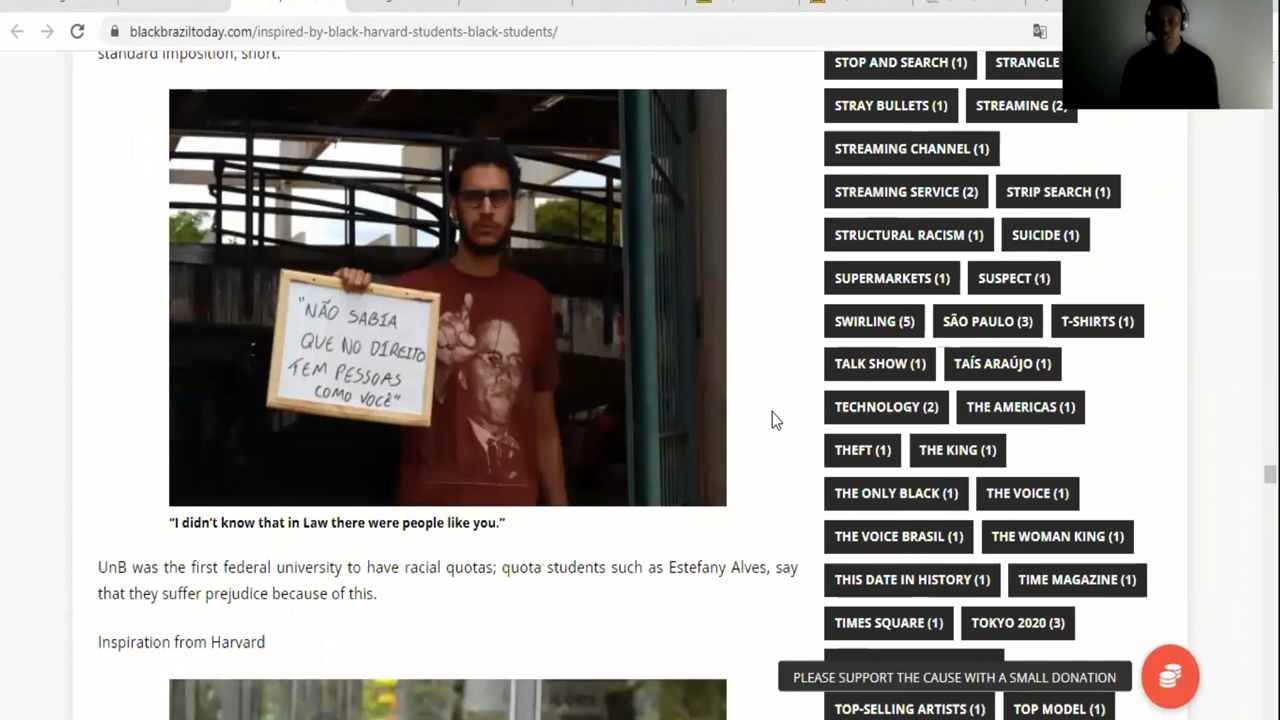 blackbraziltoday.com/inspired-by-black-harvard-students-black-students/
standard imposition, short.
"NÃO SABIA
QUE NO DIREITO
TEM PESSOAS
COMO VOCÊ"
“I didn't know that in Law there were people like you.”
UnB was the first federal university to have racial quotas; quota students such as Estefany Alves, say
that they suffer prejudice because of this.
Inspiration from Harvard
STOP AND SEARCH (1) STRANGLE
STRAY BULLETS (1) STREAMING (2)
STREAMING CHANNEL (1)
STREAMING SERVICE (2) STRIP SEARCH (1)
STRUCTURAL RACISM (1) SUICIDE (1)
SUPERMARKETS (1) SUSPECT (1)
SWIRLING (5) SÃO PAULO (3) T-SHIRTS (1)
TALK SHOW (1) TAÍS ARAÚJO (1)
TECHNOLOGY (2) THE AMERICAS (1)
THEFT (1) THE KING (1)
THE ONLY BLACK (1) THE VOICE (1)
THE VOICE BRASIL (1) THE WOMAN KING (1)
THIS DATE IN HISTORY (1) TIME MAGAZINE (1)
TIMES SQUARE (1) TOKYO 2020 (3)
PLEASE SUPPORT THE CAUSE WITH A SMALL DONATION
TOP-SELLING ARTISTS (1) TOP MODEL (1)